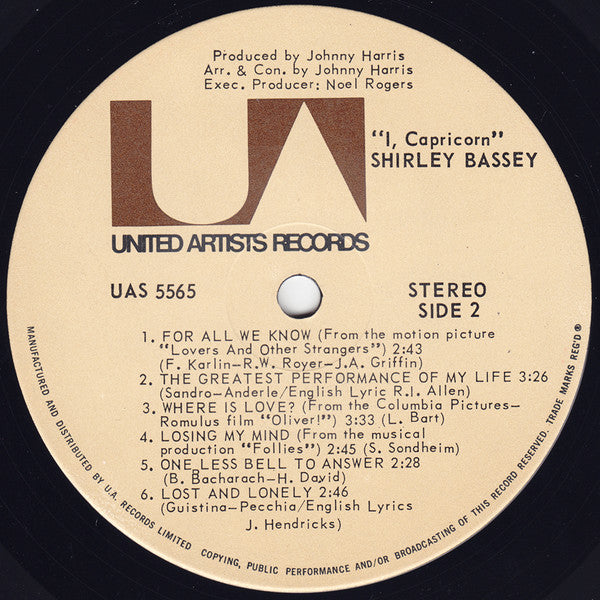 Produced by Johnny Harris
Arr. & Con. by Johnny Harris
Exec. Producer: Noel Rogers
"I, Capricorn"
SHIRLEY BASSEY
UA
UNITED ARTISTS RECORDS
UAS 5565
STEREO
SIDE 2
1. FOR ALL WE KNOW (From the motion picture
"Lovers And Other Strangers") 2:43
(F. Karlin-R.W. Royer-J.A. Griffin)
2. THE GREATEST PERFORMANCE OF MY LIFE 3:26
(Sandro-Anderle/English Lyric R.I. Allen)
3. WHERE IS LOVE? (From the Columbia Pictures-
Romulus film "Oliver!") 3:33 (L. Bart)
4. LOSING MY MIND (From the musical
production "Follies") 2:45 (S. Sondheim)
5. ONE LESS BELL TO ANSWER 2:28
(B. Bacharach-H. David)
6. LOST AND LONELY 2:46
(Guistina-Pecchia/English Lyrics
J. Hendricks)
MANUFACTURED AND DISTRIBUTED BY U.A. RECORDS LIMITED COPYING, PUBLIC PERFORMANCE AND/OR BROADCASTING OF THIS RECORD RESERVED. TRADE MARKS REG'D®